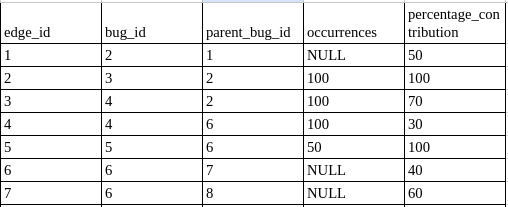 edge_id bug_id parent_bug_id occurrences percentage_con
tribution
1 2 1 NULL 50
2 3 2 100 100
3 4 2 100 70
4 4 6 100 30
5 5 6 50 100
6 6 7 NULL 40
7 6 8 NULL 60